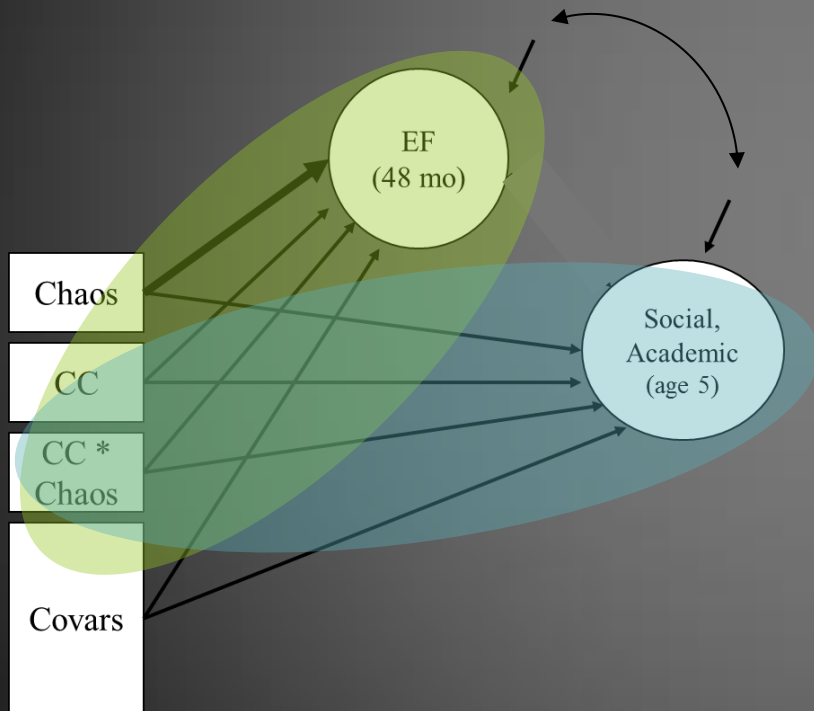 EF
(48 mo)
Chaos
Social,
Academic
(age 5)
CC
CC *
Chaos
Covars